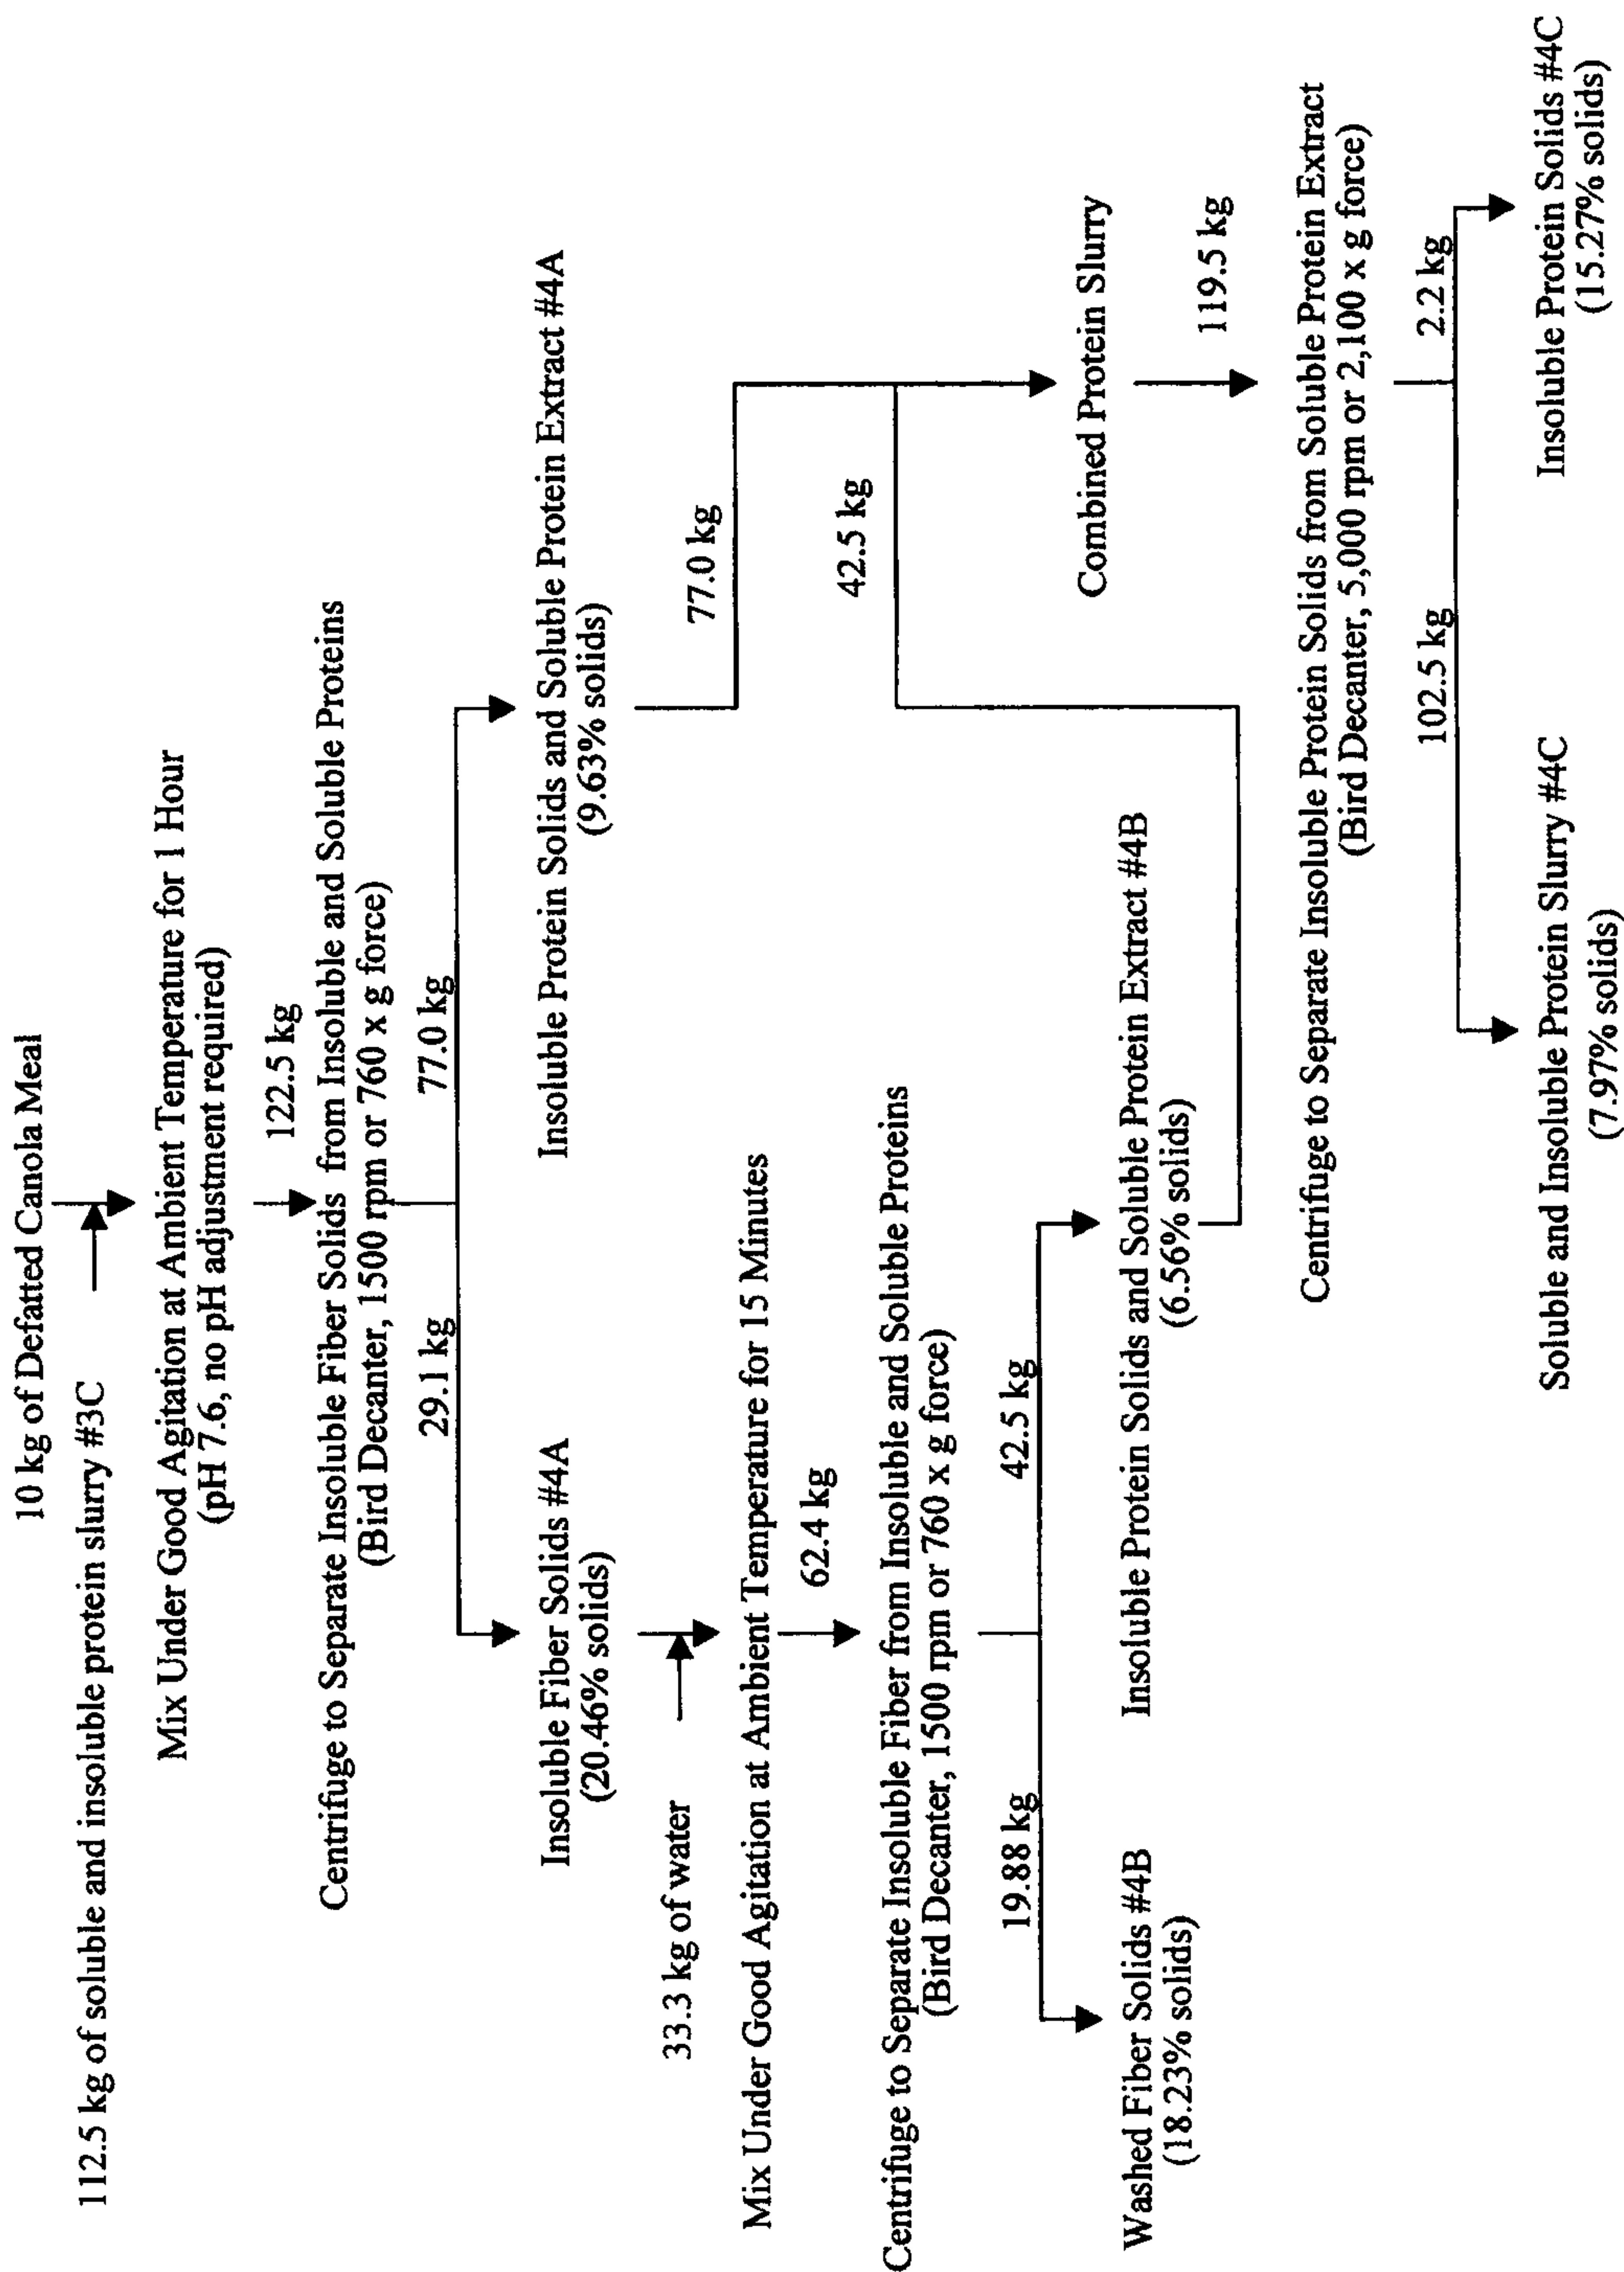 10 kg of Defatted Canola Meal
112.5 kg of soluble and insoluble protein slurry #3C
Mix Under Good Agitation at Ambient Temperature for 1 Hour
(pH 7.6, no pH adjustment required)
122.5 kg
Centrifuge to Separate Insoluble Fiber Solids from Insoluble and Soluble Proteins
(Bird Decanter, 1500 rpm or 760 x g force)
29.1 kg
77.0 kg
Insoluble Fiber Solids #4A
(20.46% solids)
Insoluble Protein Solids and Soluble Protein Extract #4A
(9.63% solids)
33.3 kg of water
77.0 kg
Mix Under Good Agitation at Ambient Temperature for 15 Minutes
62.4 kg
42.5 kg
Centrifuge to Separate Insoluble Fiber from Insoluble and Soluble Proteins
(Bird Decanter, 1500 rpm or 760 x g force)
19.88 kg
42.5 kg
Combined Protein Slurry
Washed Fiber Solids #4B
(18.23% solids)
Insoluble Protein Solids and Soluble Protein Extract #4B
(6.56% solids)
119.5 kg
Centrifuge to Separate Insoluble Protein Solids from Soluble Protein Extract
(Bird Decanter, 5,000 rpm or 2,100 x g force)
102.5 kg
2.2 kg
Soluble and Insoluble Protein Slurry #4C
(7.97% solids)
Insoluble Protein Solids #4C
(15.27% solids)